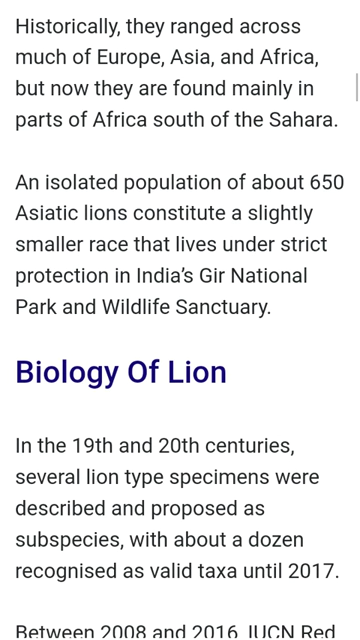 Historically, they ranged across
much of Europe, Asia, and Africa,
but now they are found mainly in
parts of Africa south of the Sahara.
An isolated population of about 650
Asiatic lions constitute a slightly
smaller race that lives under strict
protection in India’s Gir National
Park and Wildlife Sanctuary.
Biology Of Lion
In the 19th and 20th centuries,
several lion type specimens were
described and proposed as
subspecies, with about a dozen
recognised as valid taxa until 2017.
Between 2008 and 2016, IUCN Red